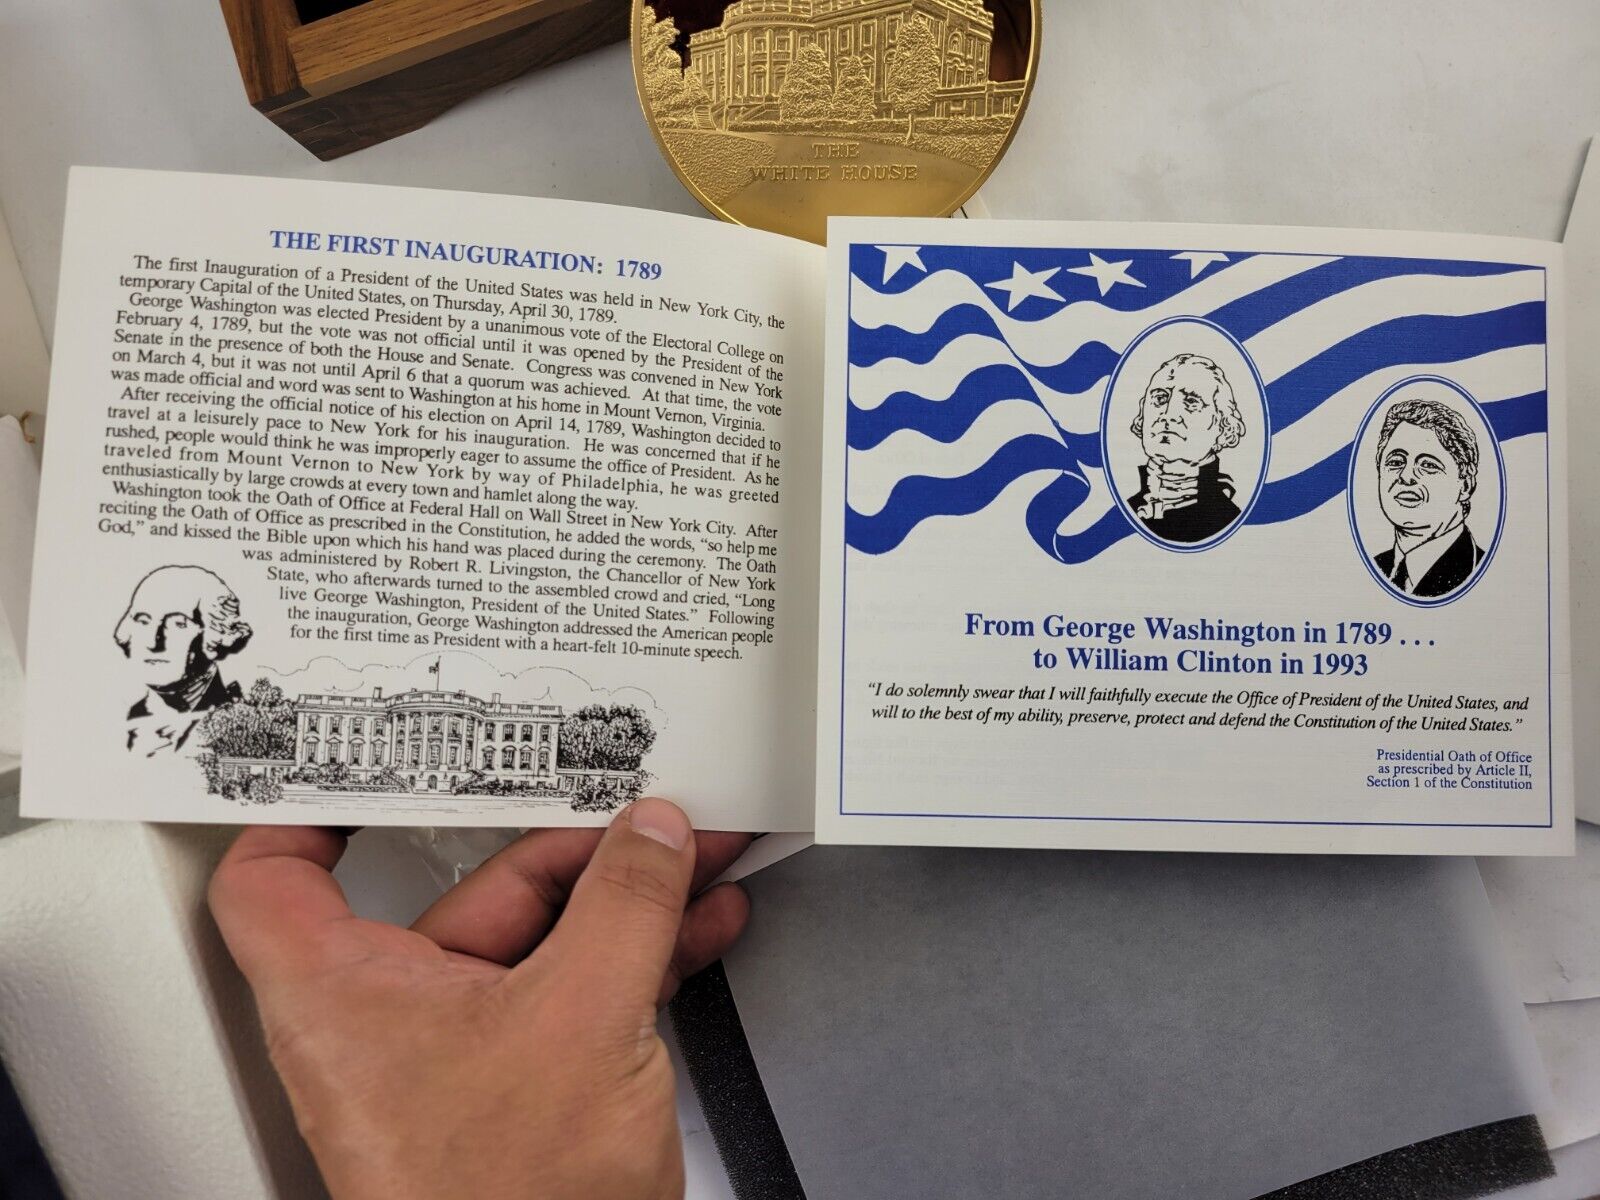 THE
WHITE HOUSE
THE FIRST INAUGURATION: 1789
The first Inauguration of a President of the United States was held in New York City, the
temporary Capital of the United States, on Thursday, April 30, 1789.
George Washington was elected President by a unanimous vote of the Electoral College on
February 4, 1789, but the vote was not official until it was opened by the President of the
Senate in the presence of both the House and Senate. Congress was convened in New York
on March 4, but it was not until April 6 that a quorum was achieved. At that time, the vote
was made official and word was sent to Washington at his home in Mount Vernon, Virginia.
After receiving the official notice of his election on April 14, 1789, Washington decided to
travel at a leisurely pace to New York for his inauguration. He was concerned that if he
rushed, people would think he was improperly eager to assume the office of President. As he
traveled from Mount Vernon to New York by way of Philadelphia, he was greeted
enthusiastically by large crowds at every town and hamlet along the way.
Washington took the Oath of Office at Federal Hall on Wall Street in New York City. After
reciting the Oath of Office as prescribed in the Constitution, he added the words, “so help me
God,” and kissed the Bible upon which his hand was placed during the ceremony. The Oath
was administered by Robert R. Livingston, the Chancellor of New York
State, who afterwards turned to the assembled crowd and cried, “Long
live George Washington, President of the United States.” Following
the inauguration, George Washington addressed the American people
for the first time as President with a heart-felt 10-minute speech.
From George Washington in 1789 . . .
to William Clinton in 1993
“I do solemnly swear that I will faithfully execute the Office of President of the United States, and
will to the best of my ability, preserve, protect and defend the Constitution of the United States.”
Presidential Oath of Office
as prescribed by Article II,
Section 1 of the Constitution